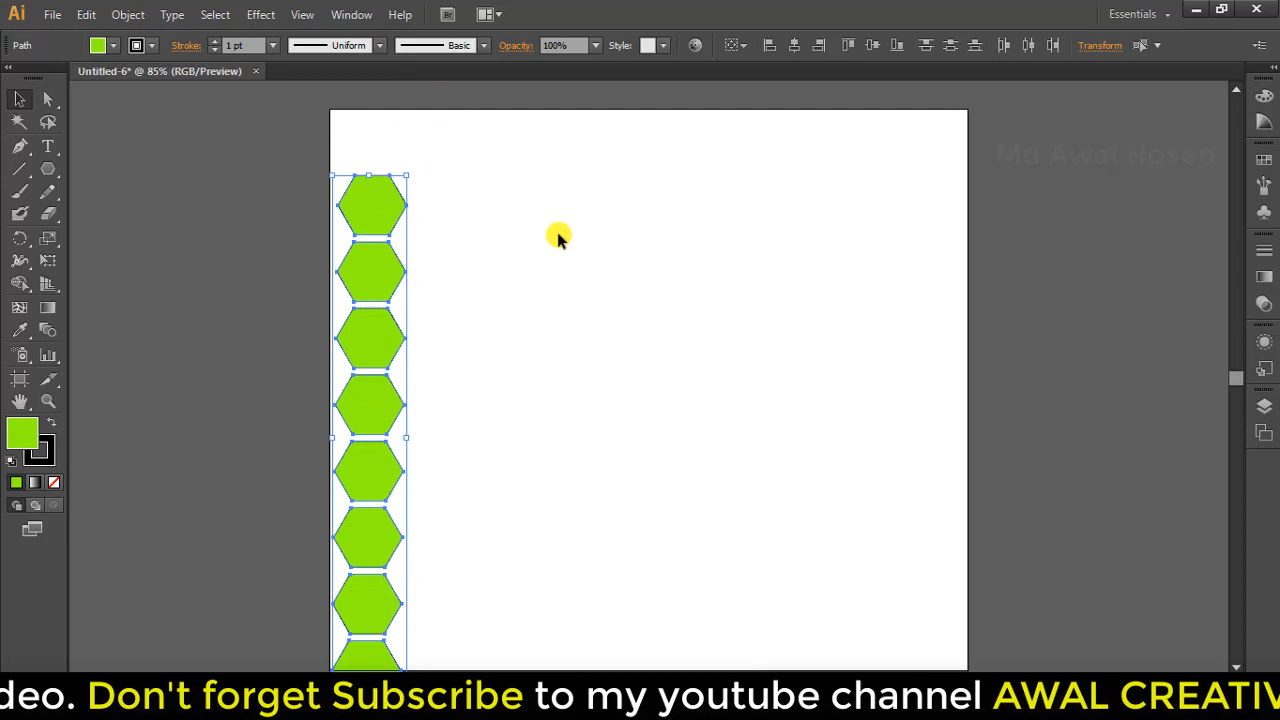 Ai File Edit Object Type Select Effect View Window Help Br Essentials
Path Stroke: 1 pt Uniform Basic Opacity: 100% Style: Transform
Untitled-6* @ 85% (RGB/Preview)
Md Awal Hosen
deo. Don't forget Subscribe to my youtube channel AWAL CREATIV